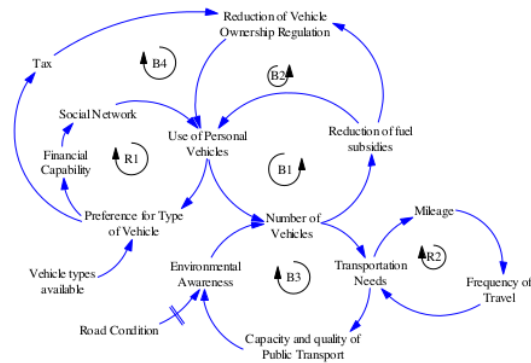 Reduction of Vehicle
Ownership Regulation
Tax
B4
B2
Social Network
Use of Personal
Vehicles
Reduction of fuel
subsidies
Financial
Capability
R1
B1
Preference for Type
of Vehicle
Number of
Vehicles
Mileage
Vehicle types
available
Environmental
Awareness
B3
Transportation
Needs
R2
Frequency of
Travel
Road Condition
Capacity and quality of
Public Transport